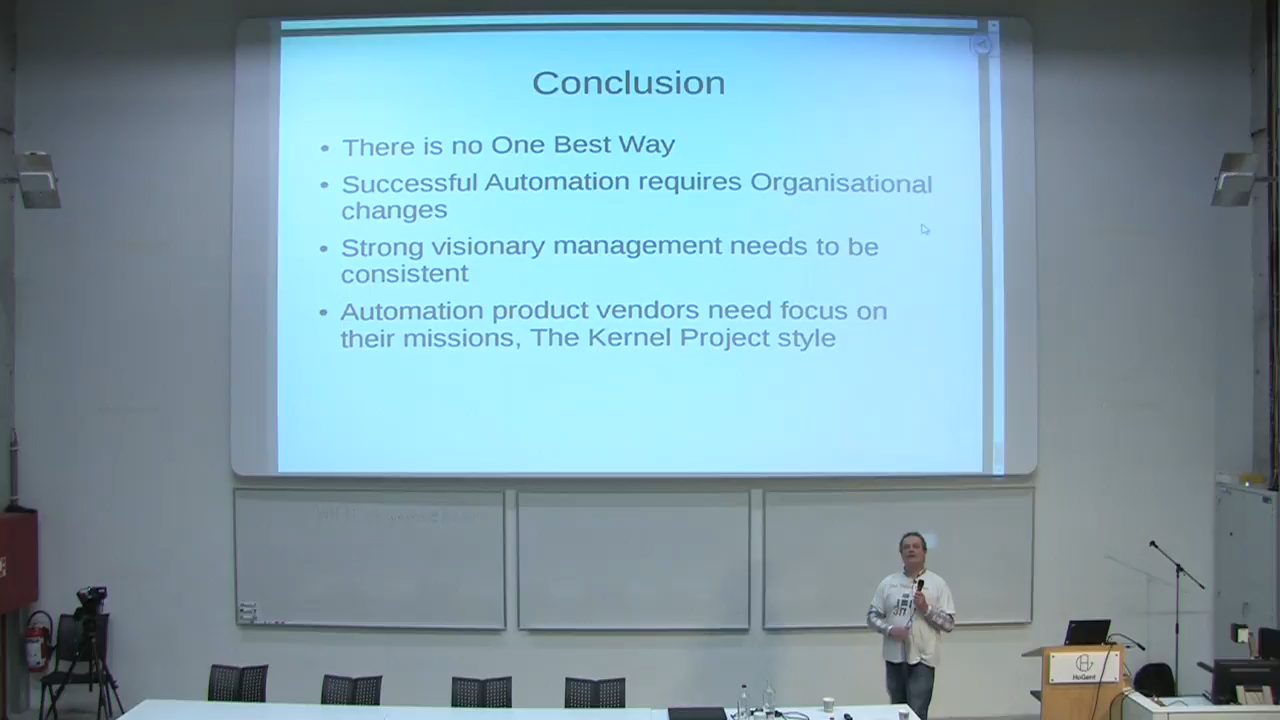 Conclusion
• There is no One Best Way
• Successful Automation requires Organisational
changes
• Strong visionary management needs to be
consistent
• Automation product vendors need focus on
their missions, The Kernel Project style
HoGent